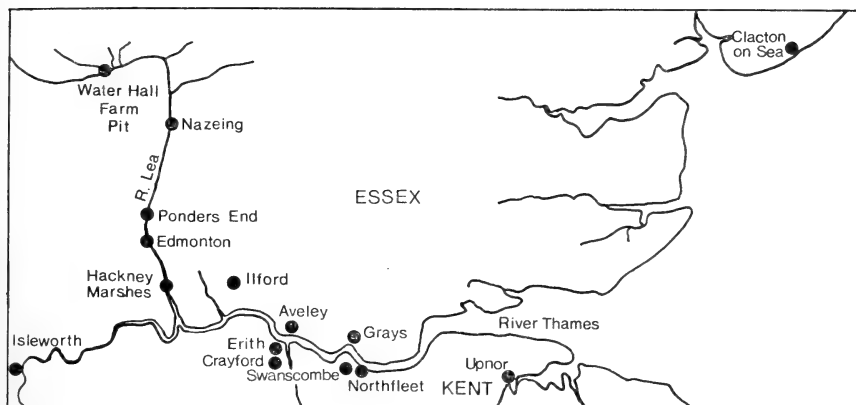 Clacton
on Sea
Water Hall
Farm
Pit
Nazeing
R. Lea
ESSEX
Ponders End
Edmonton
Hackney
Marshes
Ilford
Aveley
Isleworth
Grays
River Thames
Erith
Crayford
Swanscombe
Northfleet
Upnor
KENT